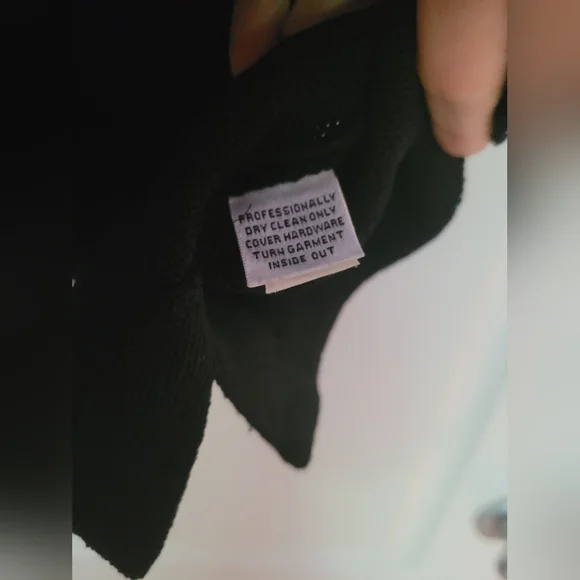 PROFESSIONALLY
DRY CLEAN ONLY
COVER HARDWARE
TURN GARMENT
INSIDE OUT